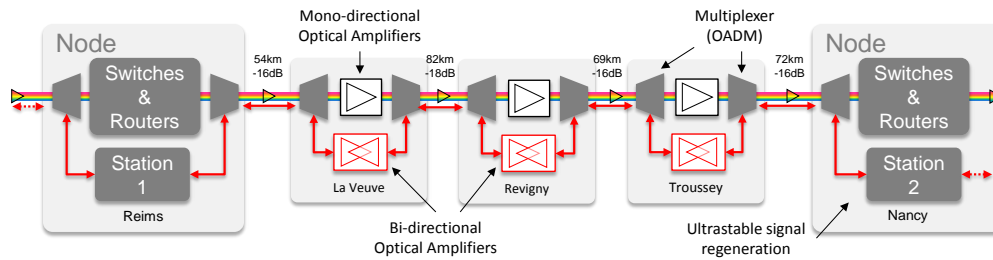 Mono-directional
Optical Amplifiers
Multiplexer
(OADM)
Node
Node
54km
-16dB
82km
-18dB
69km
-16dB
72km
-16dB
Switches
&
Routers
Switches
&
Routers
Station
1
Station
2
Reims
La Veuve
Revigny
Troussey
Nancy
Bi-directional
Optical Amplifiers
Ultrastable signal
regeneration